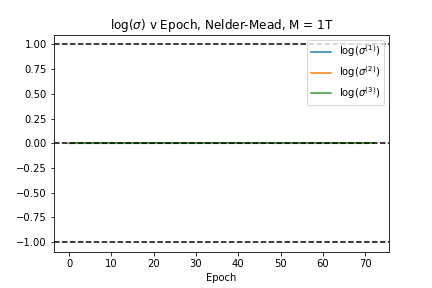 log(σ) v Epoch, Nelder-Mead, M = 1T
1.00
0.75
0.50
0.25
0.00
−0.25
−0.50
−0.75
−1.00
log(σ⁽¹⁾)
log(σ⁽²⁾)
log(σ⁽³⁾)
0 10 20 30 40 50 60 70
Epoch